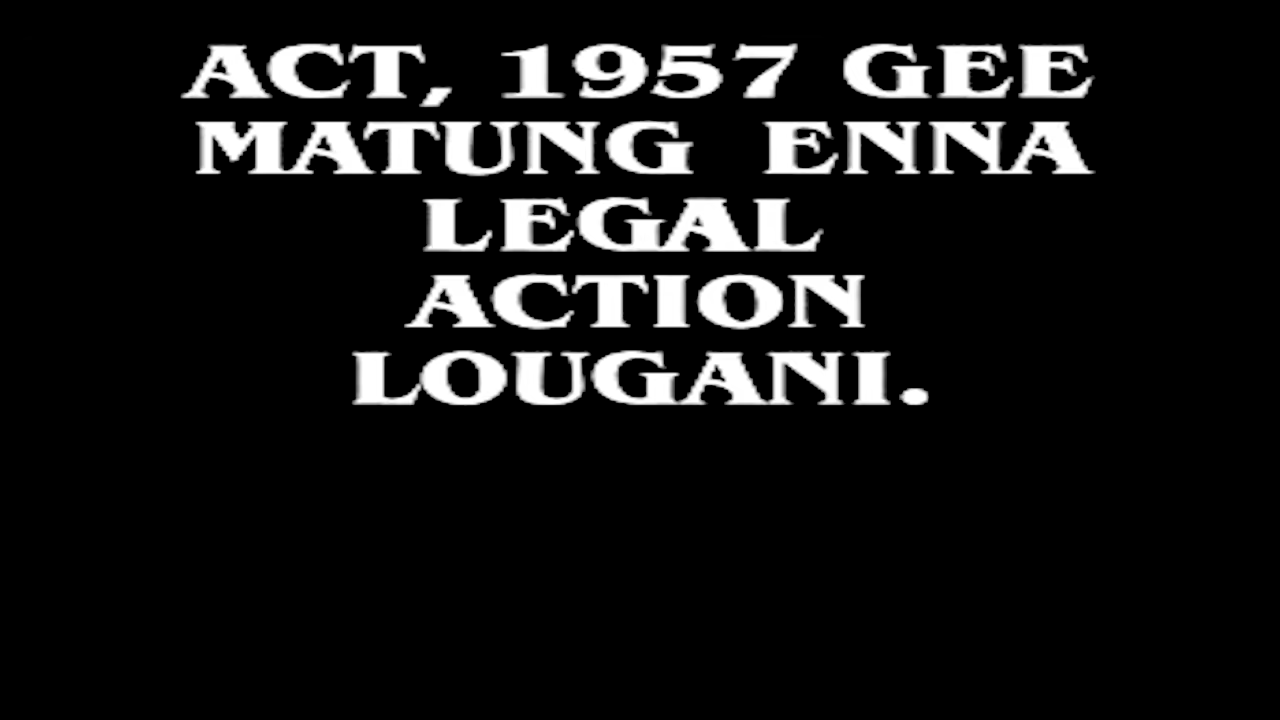 ACT, 1957 GEE
MATUNG ENNA
LEGAL
ACTION
LOUGANI.